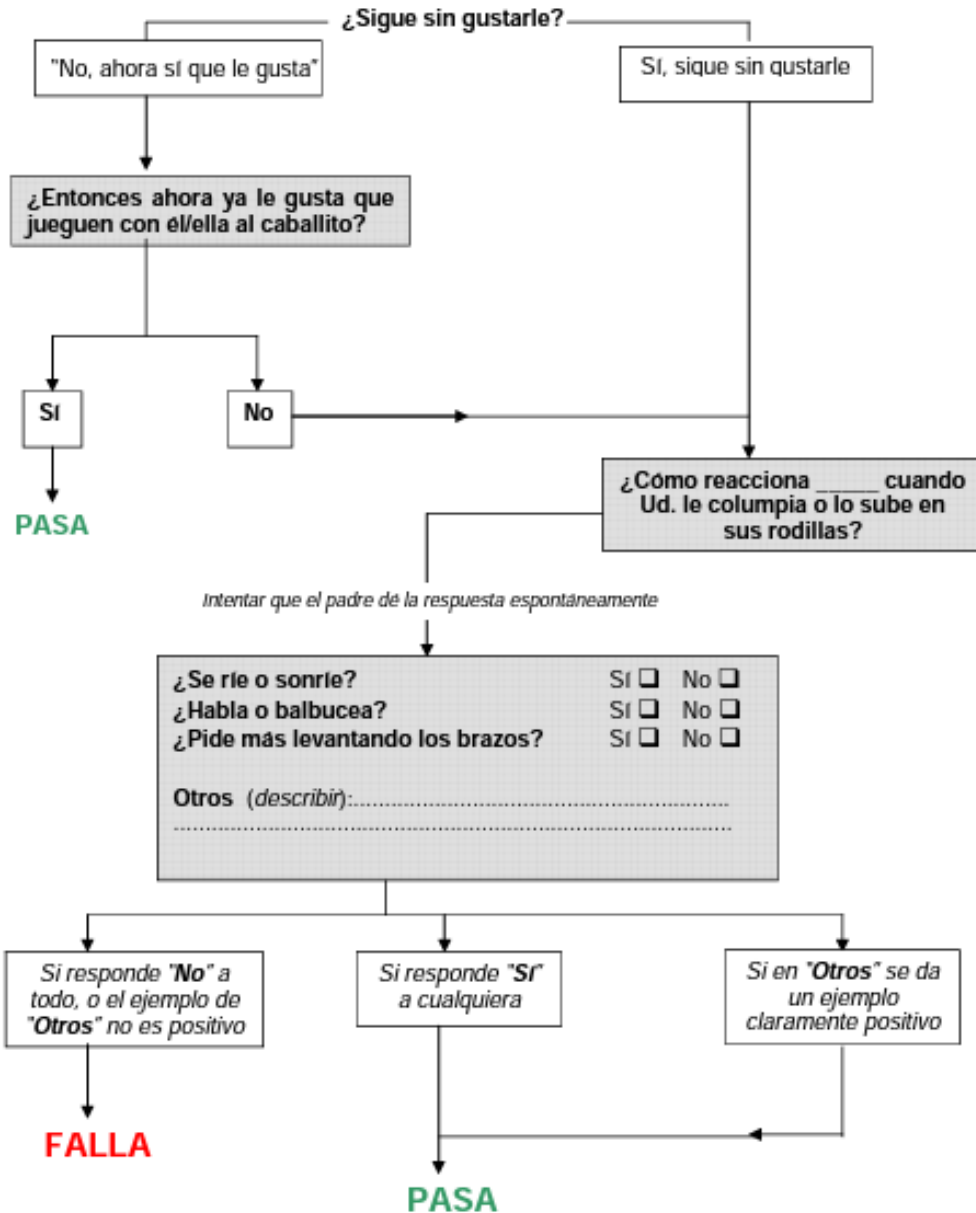 ¿Sigue sin gustarle?
"No, ahora sí que le gusta"
Sí, sigue sin gustarle
¿Entonces ahora ya le gusta que
jueguen con él/ella al caballito?
Sí
No
PASA
¿Cómo reacciona _____ cuando
Ud. le columpia o lo sube en
sus rodillas?
Intentar que el padre dé la respuesta espontáneamente
¿Se ríe o sonríe? Sí ❑ No ❑
¿Habla o balbucea? Sí ❑ No ❑
¿Pide más levantando los brazos? Sí ❑ No ❑
Otros (describir):................................................................
................................................................................................
Si responde "No" a
todo, o el ejemplo de
"Otros" no es positivo
Si responde "Sí"
a cualquiera
Si en "Otros" se da
un ejemplo
claramente positivo
FALLA
PASA